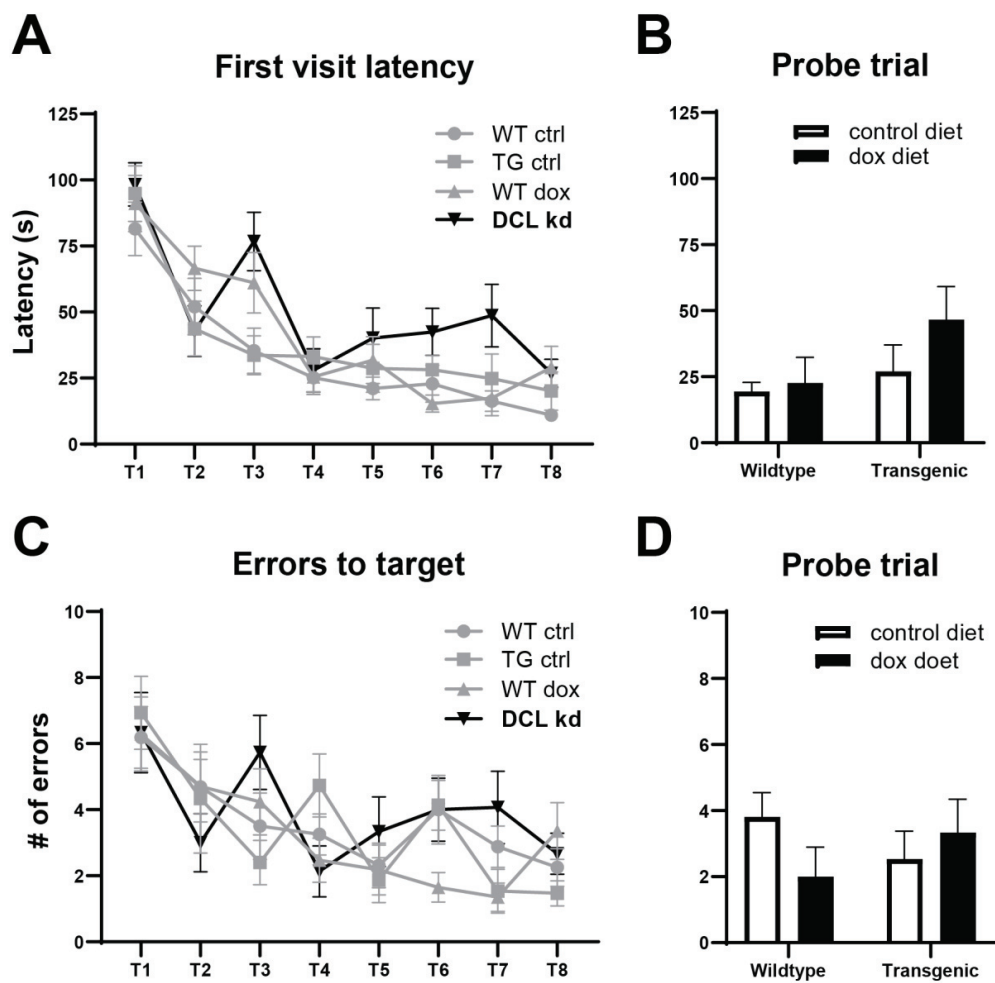 A
First visit latency
125
100
75
50
25
0
Latency (s)
WT ctrl
TG ctrl
WT dox
DCL kd
T1 T2 T3 T4 T5 T6 T7 T8
B
Probe trial
125
100
75
50
25
0
control diet
dox diet
Wildtype Transgenic
C
Errors to target
10
8
6
4
2
0
# of errors
WT ctrl
TG ctrl
WT dox
DCL kd
T1 T2 T3 T4 T5 T6 T7 T8
D
Probe trial
10
8
6
4
2
0
control diet
dox doet
Wildtype Transgenic